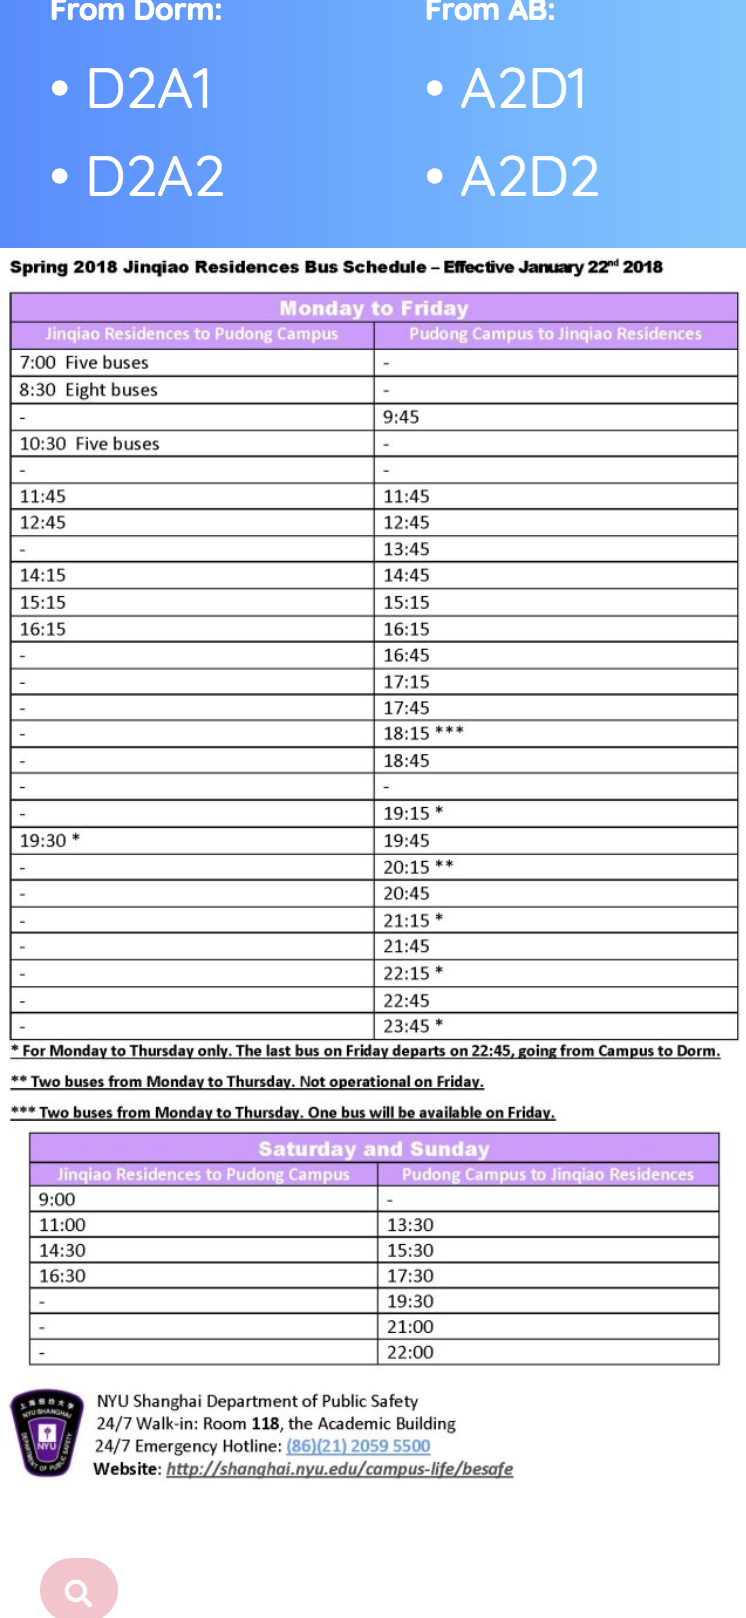 From Dorm: From AB:
• D2A1 • A2D1
• D2A2 • A2D2
Spring 2018 Jinqiao Residences Bus Schedule – Effective January 22nd 2018
Monday to Friday
Jinqiao Residences to Pudong Campus Pudong Campus to Jinqiao Residences
7:00 Five buses -
8:30 Eight buses -
- 9:45
10:30 Five buses -
- -
11:45 11:45
12:45 12:45
- 13:45
14:15 14:45
15:15 15:15
16:15 16:15
- 16:45
- 17:15
- 17:45
- 18:15 ***
- 18:45
- -
- 19:15 *
19:30 * 19:45
- 20:15 **
- 20:45
- 21:15 *
- 21:45
- 22:15 *
- 22:45
- 23:45 *
* For Monday to Thursday only. The last bus on Friday departs on 22:45, going from Campus to Dorm.
** Two buses from Monday to Thursday. Not operational on Friday.
*** Two buses from Monday to Thursday. One bus will be available on Friday.
Saturday and Sunday
Jinqiao Residences to Pudong Campus Pudong Campus to Jinqiao Residences
9:00 -
11:00 13:30
14:30 15:30
16:30 17:30
- 19:30
- 21:00
- 22:00
上海纽约大学
NYU SHANGHAI
NYU
DEPARTMENT OF PUBLIC SAFETY
NYU Shanghai Department of Public Safety
24/7 Walk-in: Room 118, the Academic Building
24/7 Emergency Hotline: (86)(21) 2059 5500
Website: http://shanghai.nyu.edu/campus-life/besafe